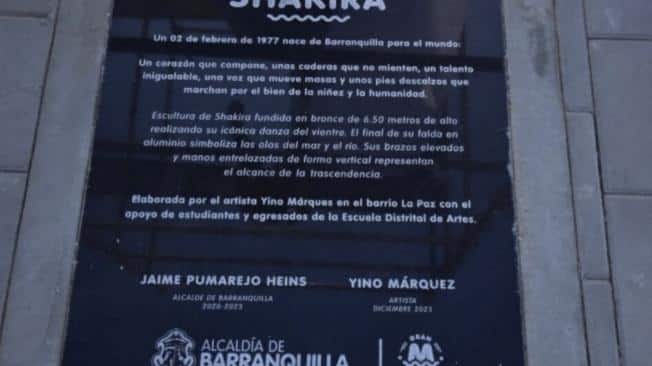 SHAKIRA
Un 02 de febrero de 1977 nace de Barranquilla para el mundo:
Un corazón que compone, unas caderas que no mienten, un talento
inigualable, una voz que mueve masas y unos pies descalzos que
marchan por el bien de la niñez y la humanidad.
Escultura de Shakira fundida en bronce de 6.50 metros de alto
realizando su icónica danza del vientre. El final de su falda en
aluminio simboliza las olas del mar y el río. Sus brazos elevados
y manos entrelazadas de forma vertical representan
el alcance de la trascendencia.
Elaborada por el artista Yino Márques en el barrio La Paz con el
apoyo de estudiantes y egresados de la Escuela Distrital de Artes.
JAIME PUMAREJO HEINS YINO MÁRQUEZ
ALCALDE DE BARRANQUILLA ARTISTA
2020-2023 DICIEMBRE 2023
ALCALDÍA DE
BARRANQUILLA
GRAN
M